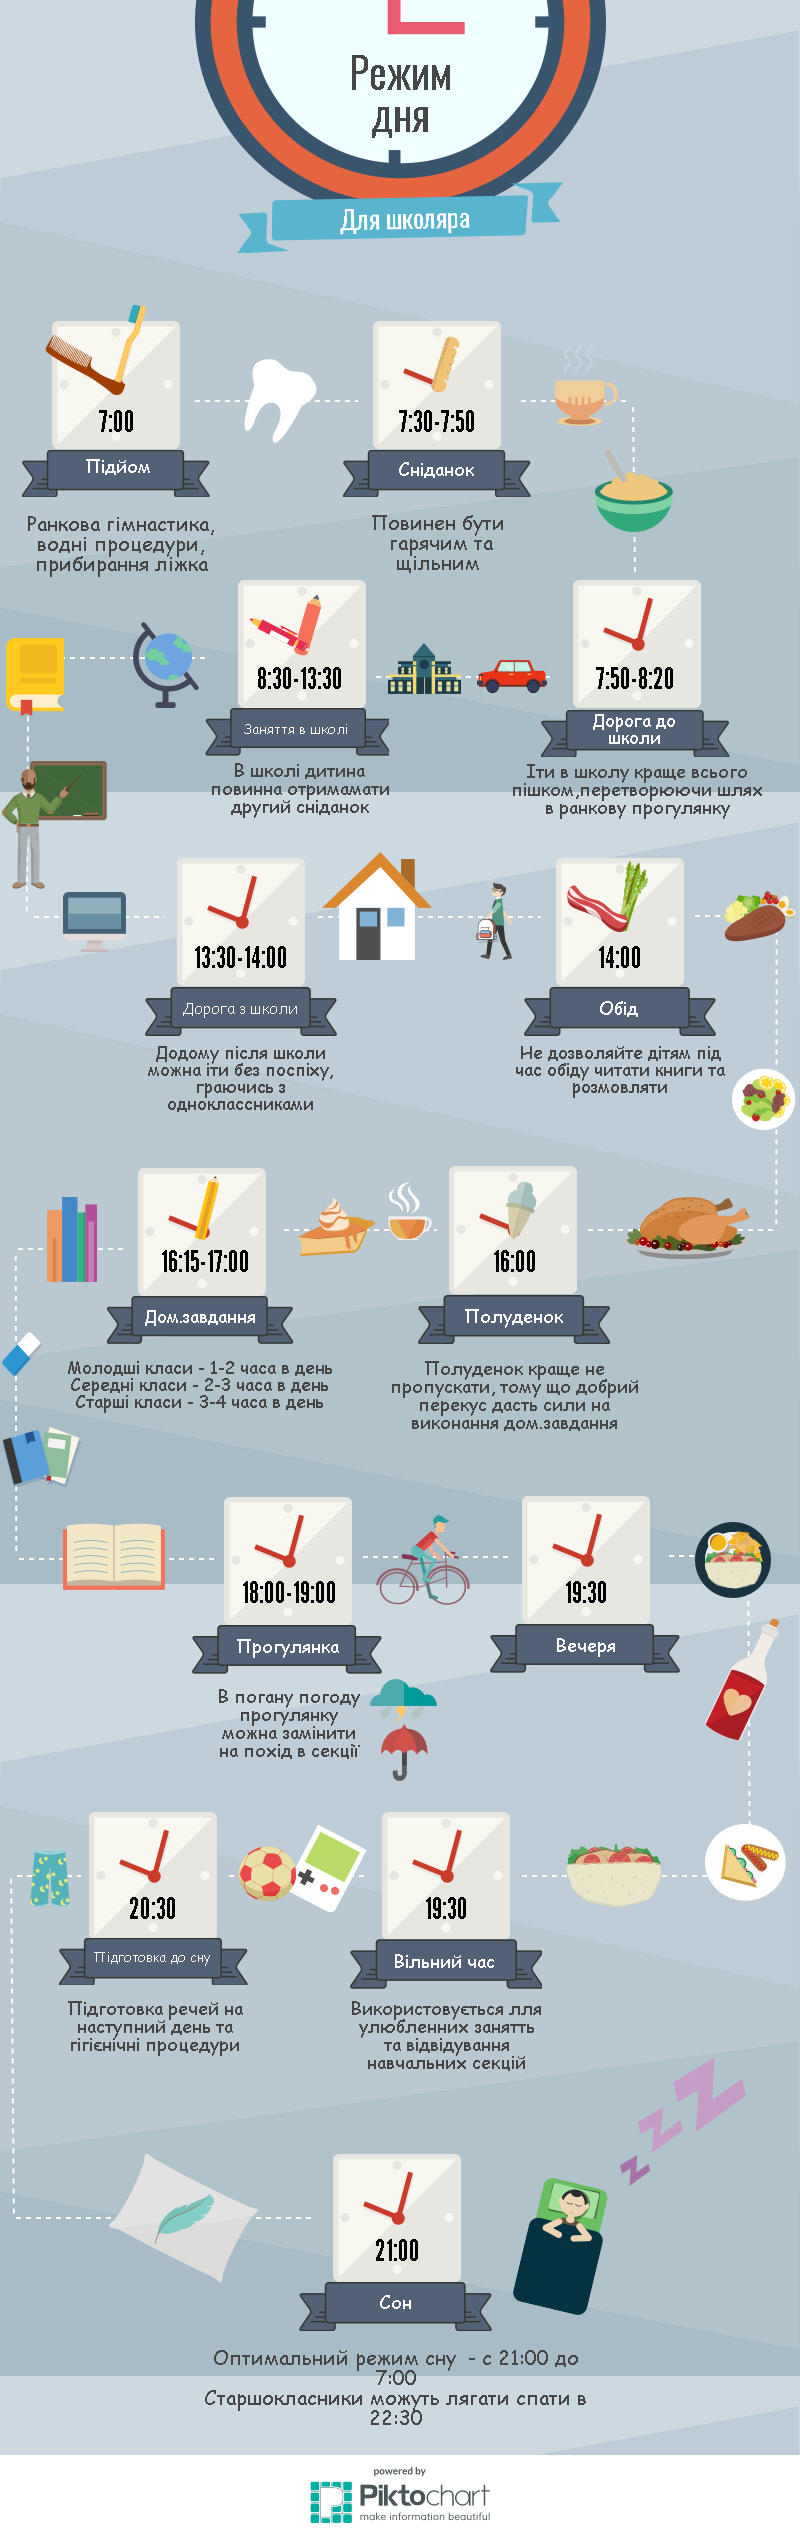 Режим
дня
Для школяра
7:00
Підйом
Ранкова гімнастика,
водні процедури,
прибирання ліжка
7:30-7:50
Сніданок
Повинен бути
гарячим та
щільним
7:50-8:20
Дорога до
школи
Іти в школу краще всього
пішком,перетворюючи шлях
в ранкову прогулянку
8:30-13:30
Заняття в школі
В школі дитина
повинна отримамати
другий сніданок
13:30-14:00
Дорога з школи
Додому після школи
можна іти без поспіху,
граючись з
одноклассниками
14:00
Обід
Не дозволяйте дітям під
час обіду читати книги та
розмовляти
16:00
Полуденок
Полуденок краще не
пропускати, тому що добрий
перекус дасть сили на
виконання дом.завдання
16:15-17:00
Дом.завдання
Молодші класи - 1-2 часа в день
Середні класи - 2-3 часа в день
Старші класи - 3-4 часа в день
18:00-19:00
Прогулянка
В погану погоду
прогулянку
можна замінити
на похід в секції
19:30
Вечеря
19:30
Вільний час
Використовується лля
улюбленних занятть
та відвідування
навчальних секцій
20:30
Підготовка до сну
Підготовка речей на
наступний день та
гігієнічні процедури
21:00
Сон
Оптимальний режим сну - с 21:00 до
7:00
Старшокласники можуть лягати спати в
22:30
powered by
Piktochart
make information beautiful